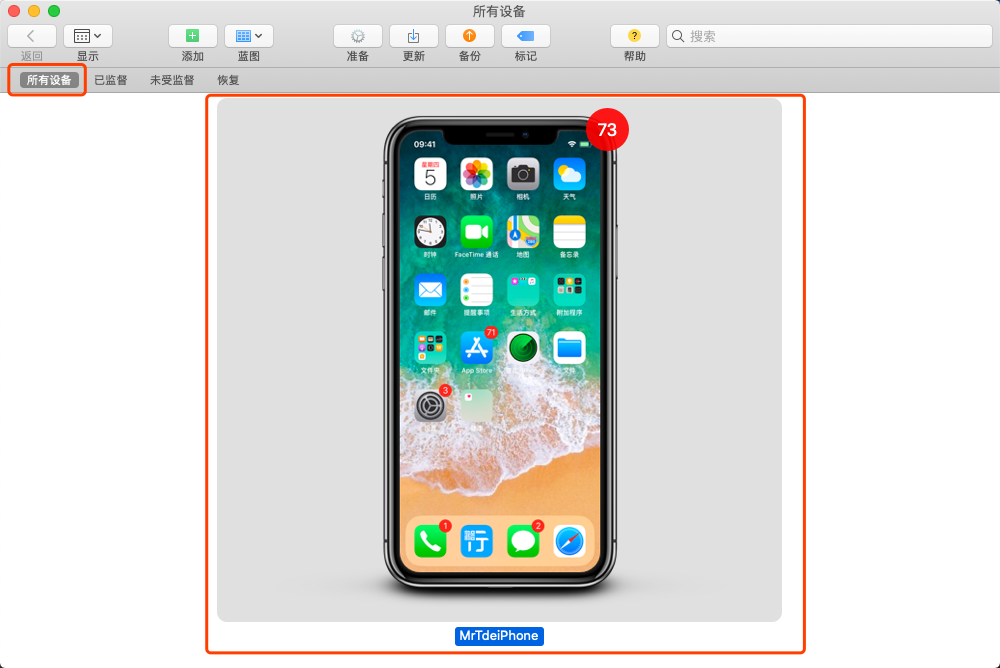 所有设备
返回
显示
添加
蓝图
准备
更新
备份
标记
帮助
搜索
所有设备 已监督 未受监督 恢复
73
09:41
星期四
5
日历 照片 相机 天气
280
时钟 FaceTime 通话 地图 备忘录
邮件 提醒事项 生活方式 附加程序
71
文件夹 App Store 文件
3
1
2
MrTdeiPhone